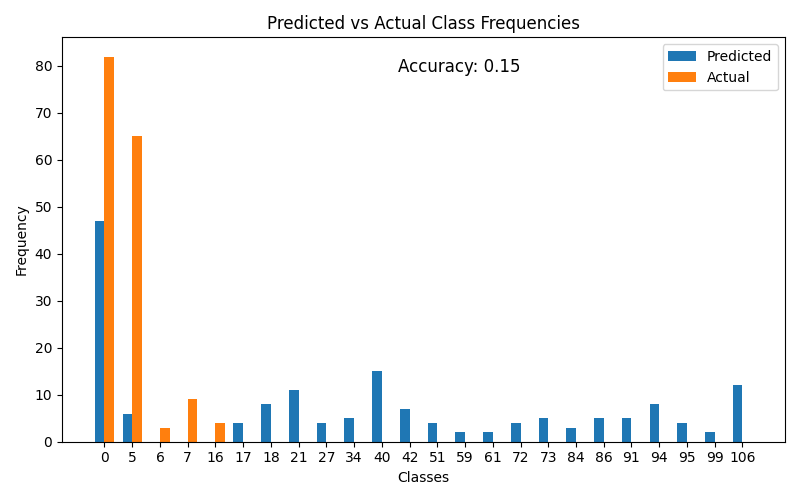 Predicted vs Actual Class Frequencies
Accuracy: 0.15
Predicted
Actual
Frequency
80
70
60
50
40
30
20
10
0
0 5 6 7 16 17 18 21 27 34 40 42 51 59 61 72 73 84 86 91 94 95 99 106
Classes